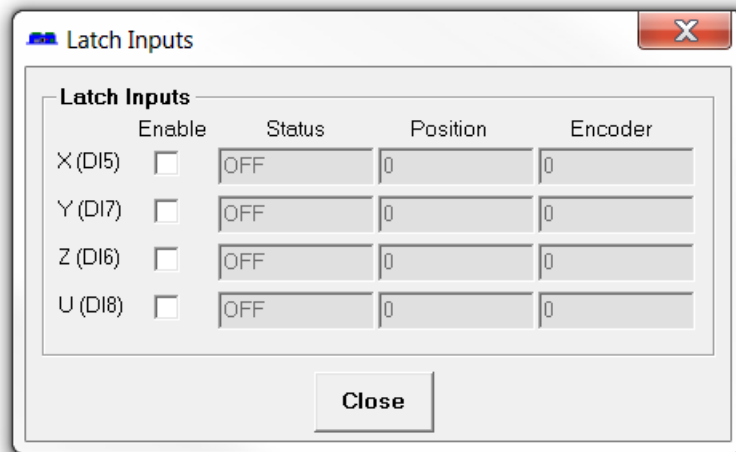 Latch Inputs
Latch Inputs
Enable Status Position Encoder
X (DI5) OFF 0 0
Y (DI7) OFF 0 0
Z (DI6) OFF 0 0
U (DI8) OFF 0 0
Close